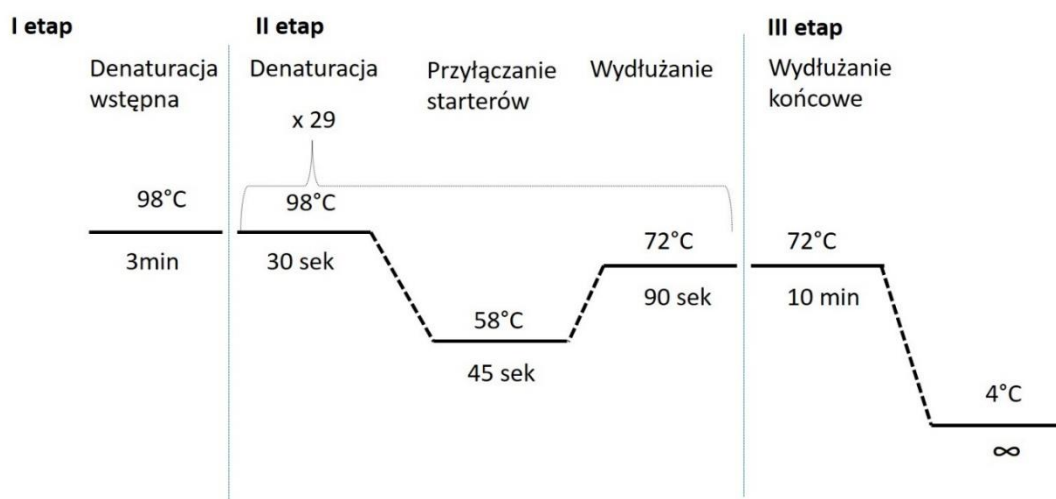 I etap
II etap
III etap
Denaturacja
wstępna
Denaturacja
Przyłączanie
starterów
Wydłużanie
Wydłużanie
końcowe
x 29
98°C
3min
98°C
30 sek
58°C
45 sek
72°C
90 sek
72°C
10 min
4°C
∞